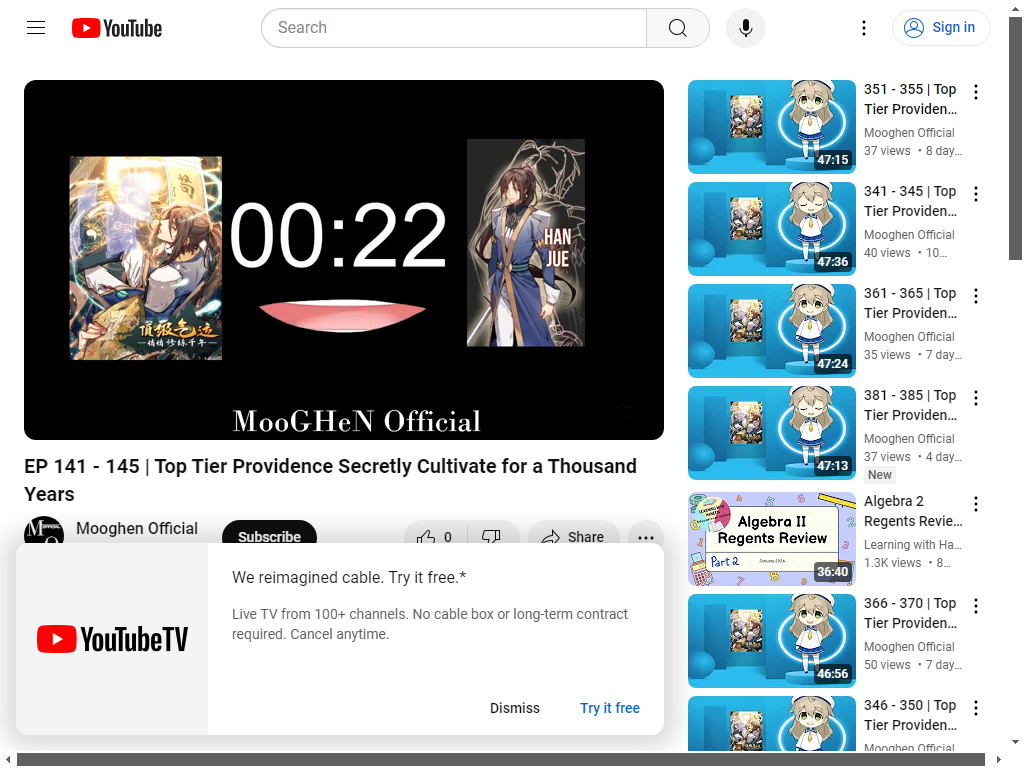 YouTube
Search
Sign in
00:22
HAN
JUE
頂级气运
悄悄修练千年
MooGHeN Official
EP 141 - 145 | Top Tier Providence Secretly Cultivate for a Thousand
Years
Mooghen Official
Subscribe
0
Share
We reimagined cable. Try it free.*
Live TV from 100+ channels. No cable box or long-term contract
required. Cancel anytime.
YouTubeTV
Dismiss
Try it free
47:15
351 - 355 | Top
Tier Providen...
Mooghen Official
37 views • 8 day...
47:36
341 - 345 | Top
Tier Providen...
Mooghen Official
40 views • 10...
47:24
361 - 365 | Top
Tier Providen...
Mooghen Official
35 views • 7 day...
47:13
381 - 385 | Top
Tier Providen...
Mooghen Official
37 views • 4 day...
New
Algebra II
Regents Review
Part 2
January 2024
36:40
Algebra 2
Regents Revie...
Learning with Ha...
1.3K views • 8...
46:56
366 - 370 | Top
Tier Providen...
Mooghen Official
50 views • 7 day...
346 - 350 | Top
Tier Providen...
Mooghen Official